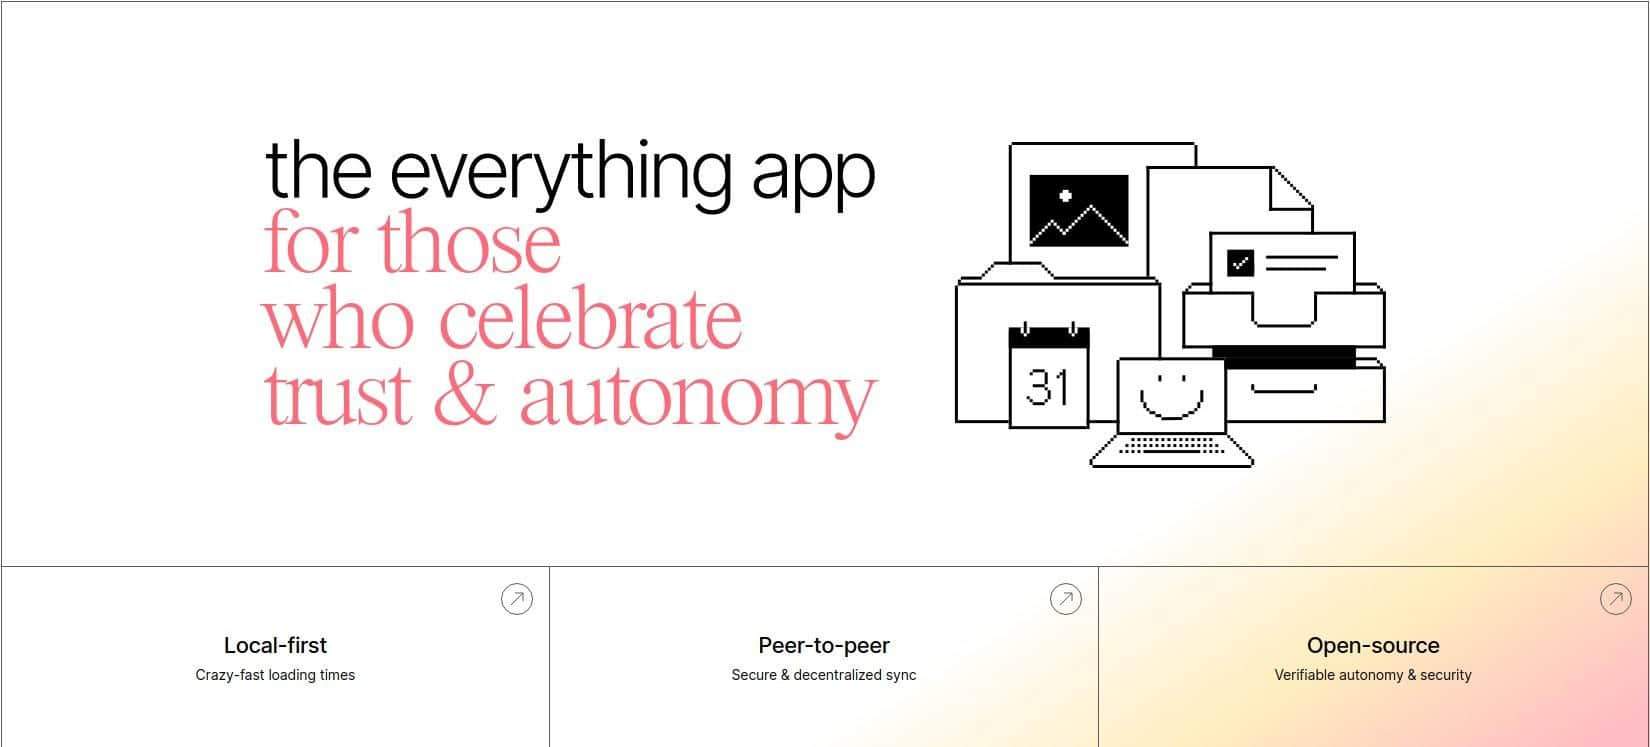 the everything app
for those
who celebrate
trust & autonomy
31
Local-first
Crazy-fast loading times
Peer-to-peer
Secure & decentralized sync
Open-source
Verifiable autonomy & security